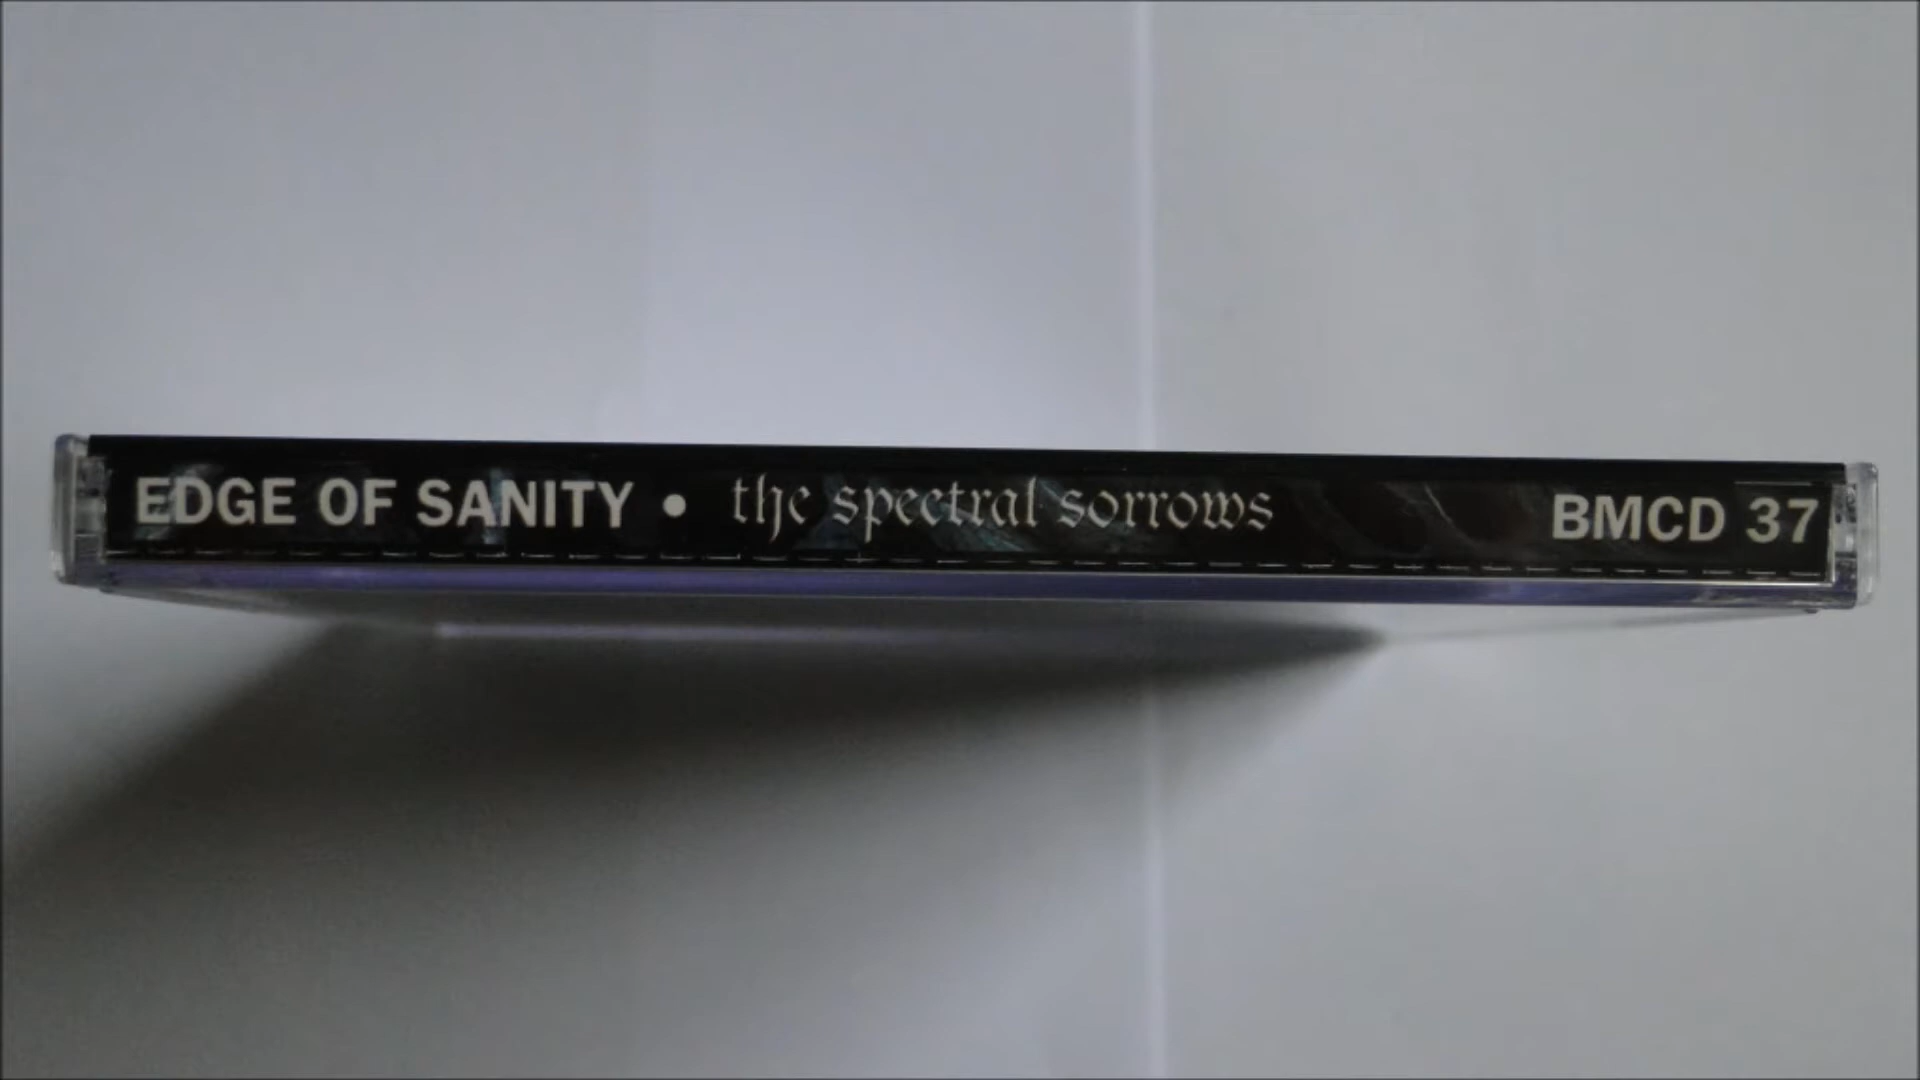 EDGE OF SANITY • the spectral sorrows BMCD 37